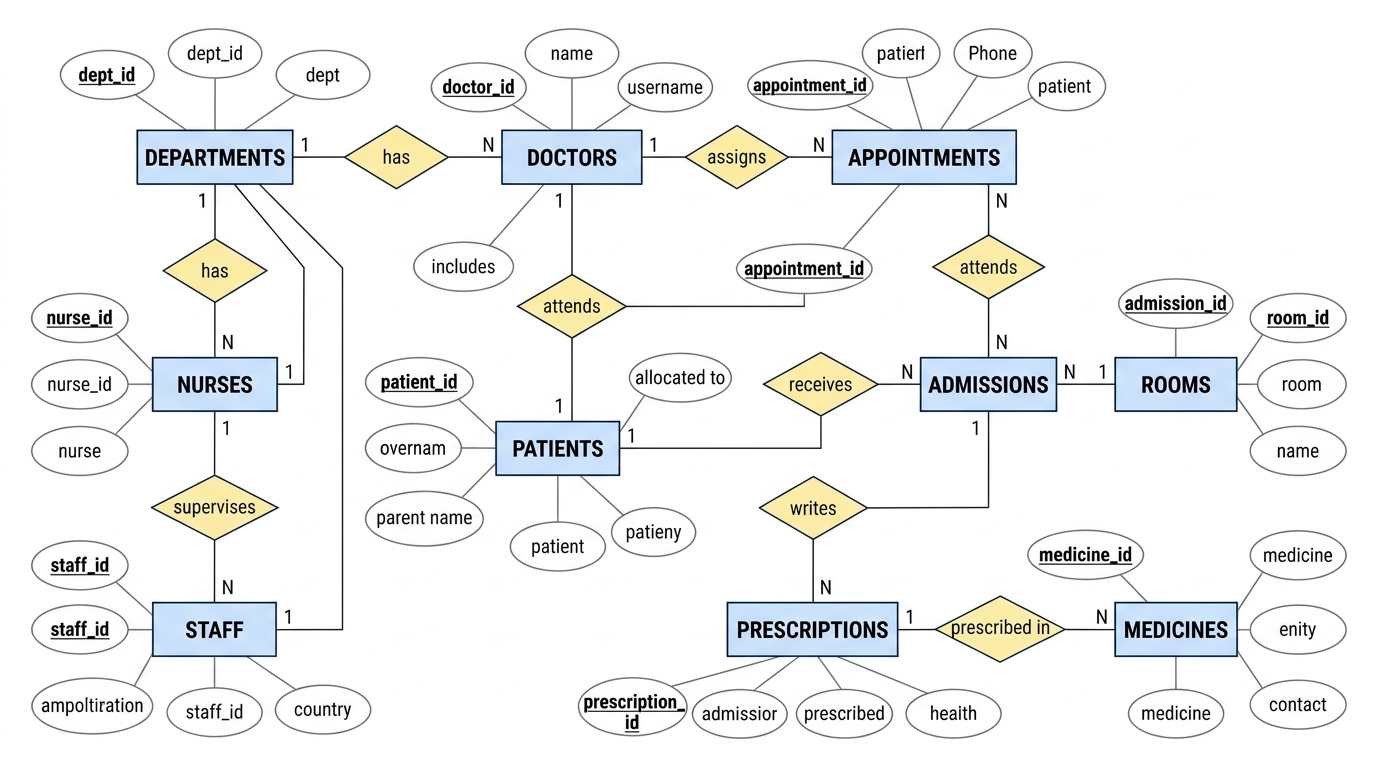 dept_id
dept_id
dept
name
doctor_id
username
patierł
Phone
appointment_id
patient
DEPARTMENTS
1
has
N
DOCTORS
1
assigns
N
APPOINTMENTS
1
1
N
includes
appointment_id
has
attends
attends
nurse_id
nurse_id
nurse
N
NURSES
1
1
patient_id
overnam
parent name
allocated to
1
PATIENTS
1
patient
patieny
receives
N
N
ADMISSIONS
N
1
ROOMS
1
admission_id
room_id
room
name
supervises
writes
staff_id
staff_id
N
STAFF
1
ampoltiration
staff_id
country
N
PRESCRIPTIONS
1
prescribed in
N
MEDICINES
medicine_id
medicine
enity
contact
medicine
prescription_
id
admissior
prescribed
health